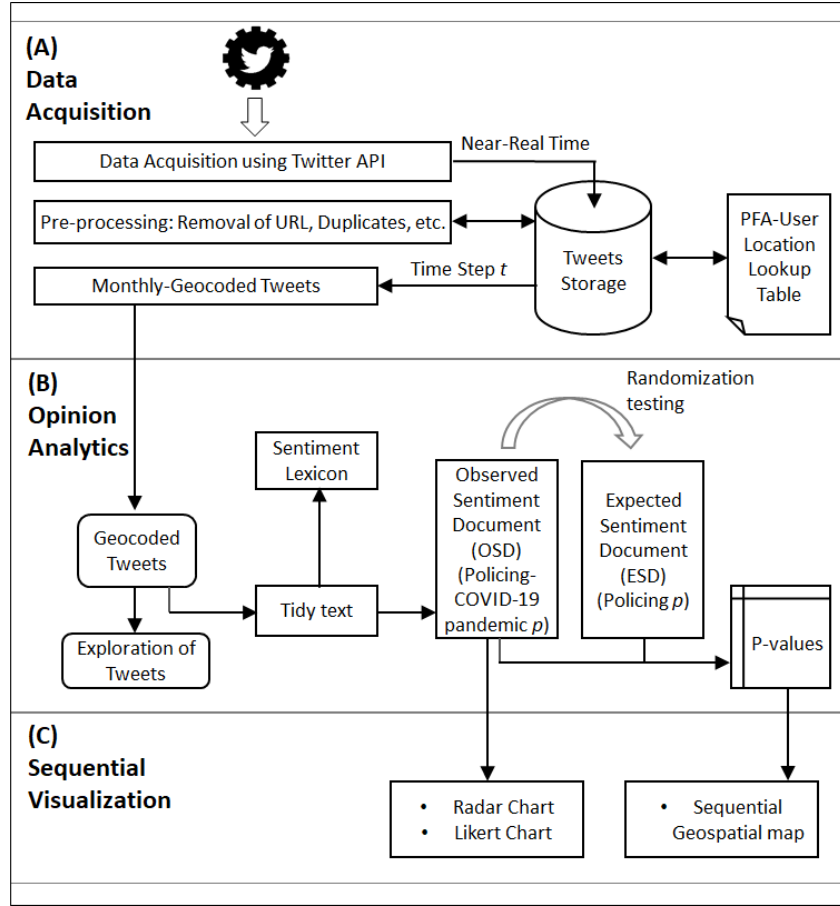 (A)
Data
Acquisition
Data Acquisition using Twitter API
Near-Real Time
Pre-processing: Removal of URL, Duplicates, etc.
Monthly-Geocoded Tweets
Time Step t
Tweets
Storage
PFA-User
Location
Lookup
Table
(B)
Opinion
Analytics
Randomization
testing
Sentiment
Lexicon
Observed
Sentiment
Document
(OSD)
(Policing-
COVID-19
pandemic p)
Expected
Sentiment
Document
(ESD)
(Policing p)
Geocoded
Tweets
Tidy text
Exploration of
Tweets
P-values
(C)
Sequential
Visualization
• Radar Chart
• Likert Chart
• Sequential
Geospatial map